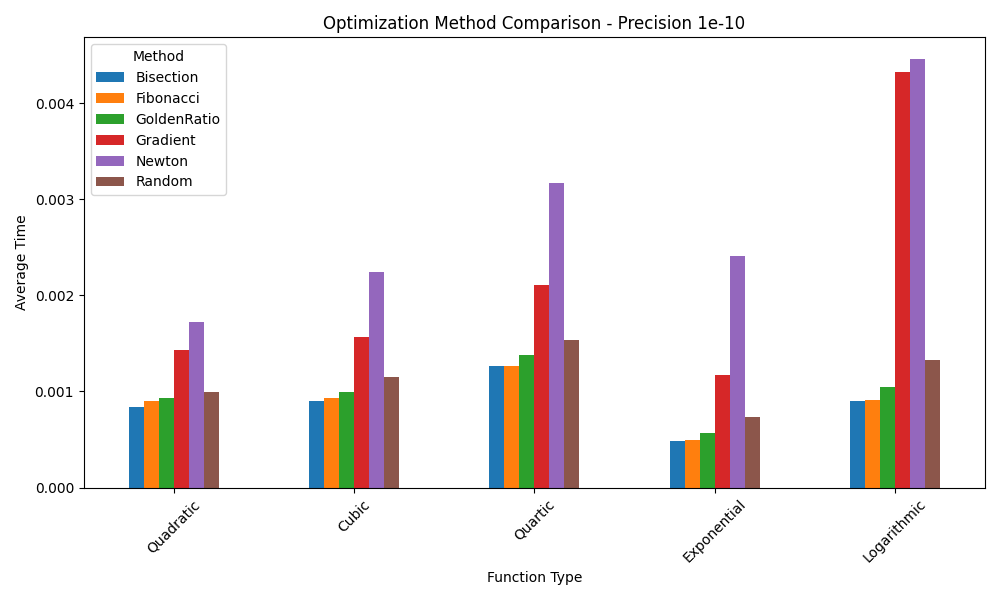 Optimization Method Comparison - Precision 1e-10
Method
Bisection
Fibonacci
GoldenRatio
Gradient
Newton
Random
Average Time
0.004
0.003
0.002
0.001
0.000
Quadratic
Cubic
Quartic
Exponential
Logarithmic
Function Type